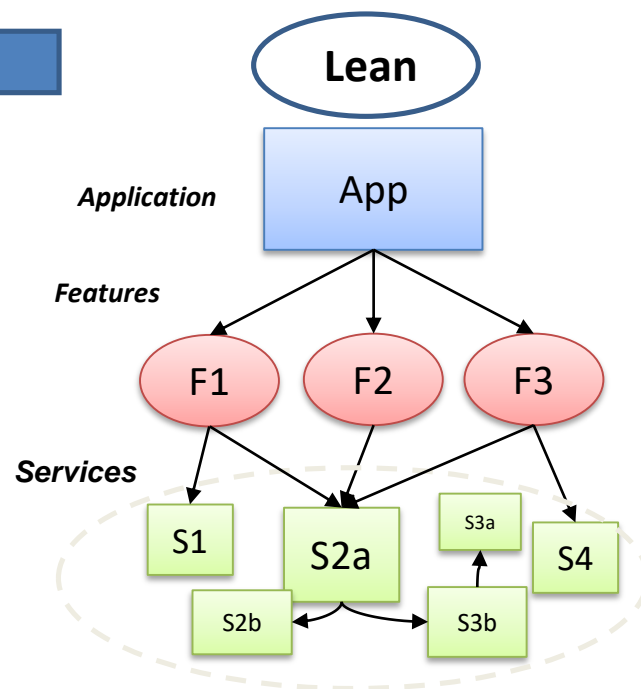 Lean
Application
App
Features
F1
F2
F3
Services
S1
S2a
S3a
S4
S2b
S3b